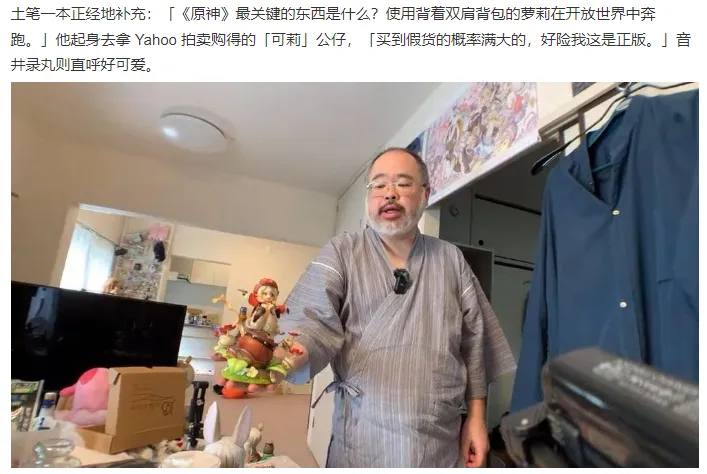 土笔一本正经地补充：「《原神》最关键的东西是什么？使用背着双肩背包的萝莉在开放世界中奔
跑。」他起身去拿 Yahoo 拍卖购得的「可莉」公仔，「买到假货的概率满大的，好险我这是正版。」音
井录丸则直呼好可爱。